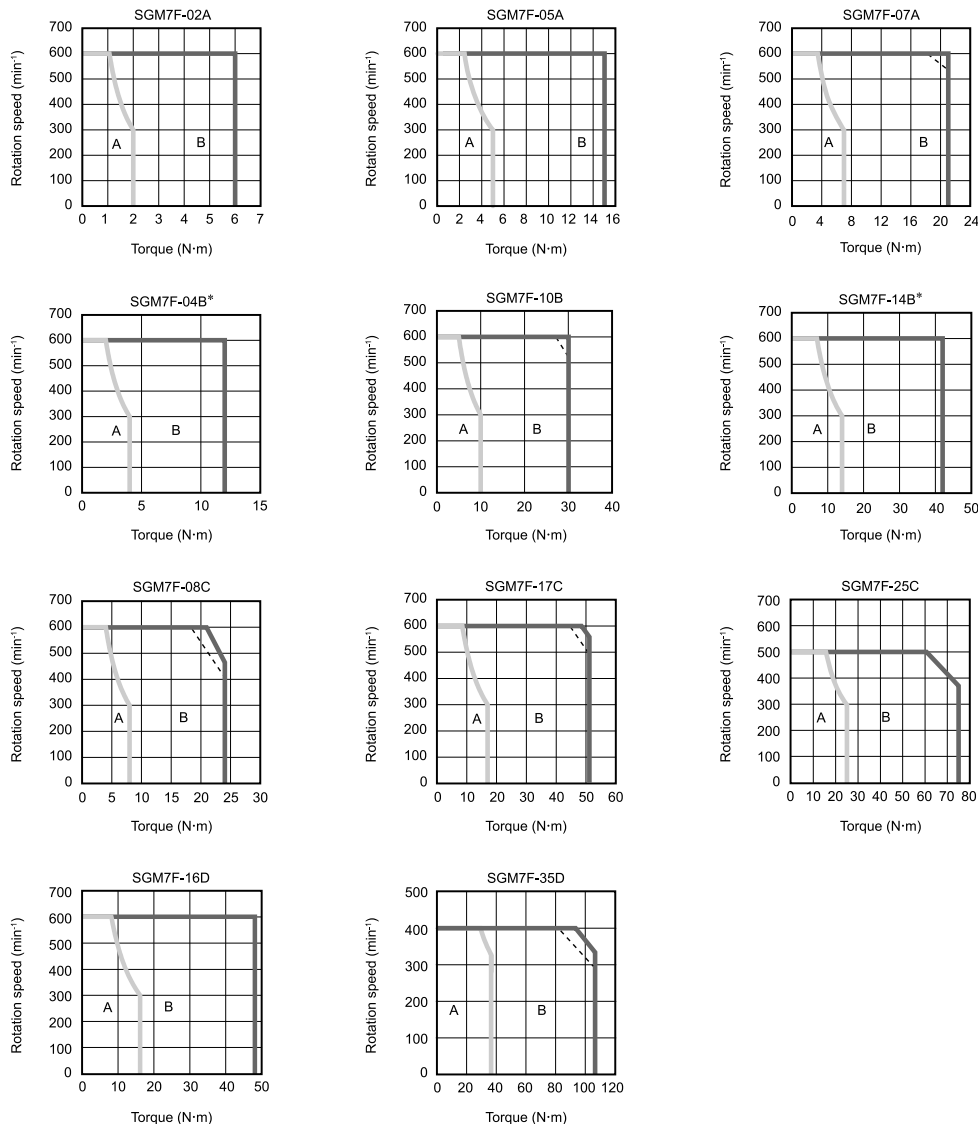 SGM7F-02A
Rotation speed (min⁻¹)
700
600
500
400
300
200
100
0
A
B
0 1 2 3 4 5 6 7
Torque (N·m)
SGM7F-05A
Rotation speed (min⁻¹)
700
600
500
400
300
200
100
0
A
B
0 2 4 6 8 10 12 14 16
Torque (N·m)
SGM7F-07A
Rotation speed (min⁻¹)
700
600
500
400
300
200
100
0
A
B
0 4 8 12 16 20 24
Torque (N·m)
SGM7F-04B*
Rotation speed (min⁻¹)
700
600
500
400
300
200
100
0
A
B
0 5 10 15
Torque (N·m)
SGM7F-10B
Rotation speed (min⁻¹)
700
600
500
400
300
200
100
0
A
B
0 10 20 30 40
Torque (N·m)
SGM7F-14B*
Rotation speed (min⁻¹)
700
600
500
400
300
200
100
0
A
B
0 10 20 30 40 50
Torque (N·m)
SGM7F-08C
Rotation speed (min⁻¹)
700
600
500
400
300
200
100
0
A
B
0 5 10 15 20 25 30
Torque (N·m)
SGM7F-17C
Rotation speed (min⁻¹)
700
600
500
400
300
200
100
0
A
B
0 10 20 30 40 50 60
Torque (N·m)
SGM7F-25C
Rotation speed (min⁻¹)
700
600
500
400
300
200
100
0
A
B
0 10 20 30 40 50 60 70 80
Torque (N·m)
SGM7F-16D
Rotation speed (min⁻¹)
700
600
500
400
300
200
100
0
A
B
0 10 20 30 40 50
Torque (N·m)
SGM7F-35D
Rotation speed (min⁻¹)
500
400
300
200
100
0
A
B
0 20 40 60 80 100 120
Torque (N·m)